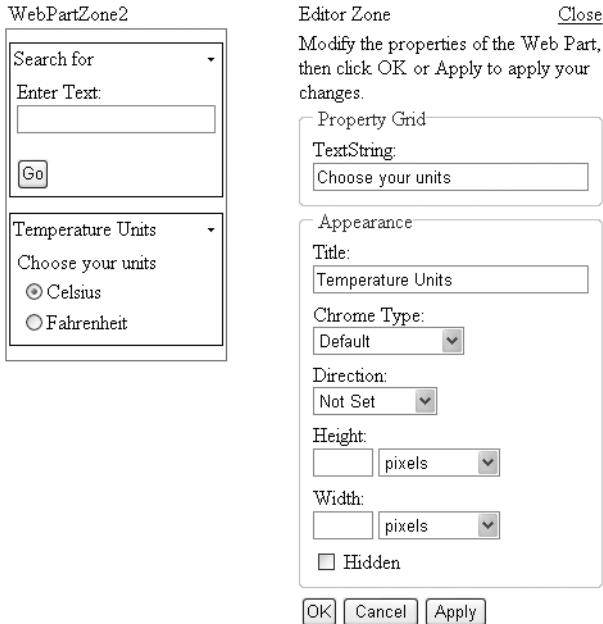 WebPartZone2
Search for
Enter Text:
Go
Temperature Units
Choose your units
Celsius
Fahrenheit
Editor Zone
Close
Modify the properties of the Web Part,
then click OK or Apply to apply your
changes.
Property Grid
TextString:
Choose your units
Appearance
Title:
Temperature Units
Chrome Type:
Default
Direction:
Not Set
Height:
pixels
Width:
pixels
Hidden
OK
Cancel
Apply